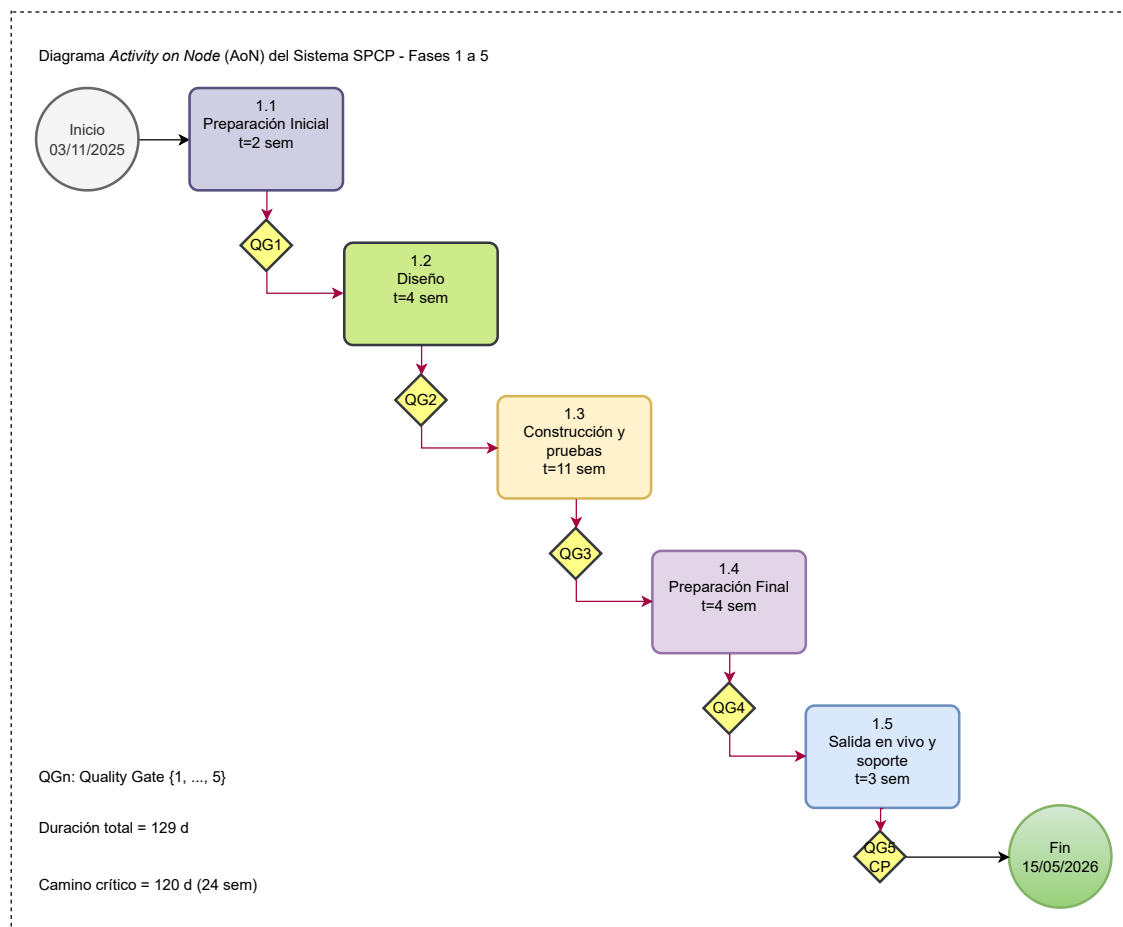 Diagrama Activity on Node (AoN) del Sistema SPCP - Fases 1 a 5
Inicio
03/11/2025
1.1
Preparación Inicial
t=2 sem
QG1
1.2
Diseño
t=4 sem
QG2
1.3
Construcción y
pruebas
t=11 sem
QG3
1.4
Preparación Final
t=4 sem
QG4
1.5
Salida en vivo y
soporte
t=3 sem
QG5
CP
Fin
15/05/2026
QGn: Quality Gate {1, ..., 5}
Duración total = 129 d
Camino crítico = 120 d (24 sem)